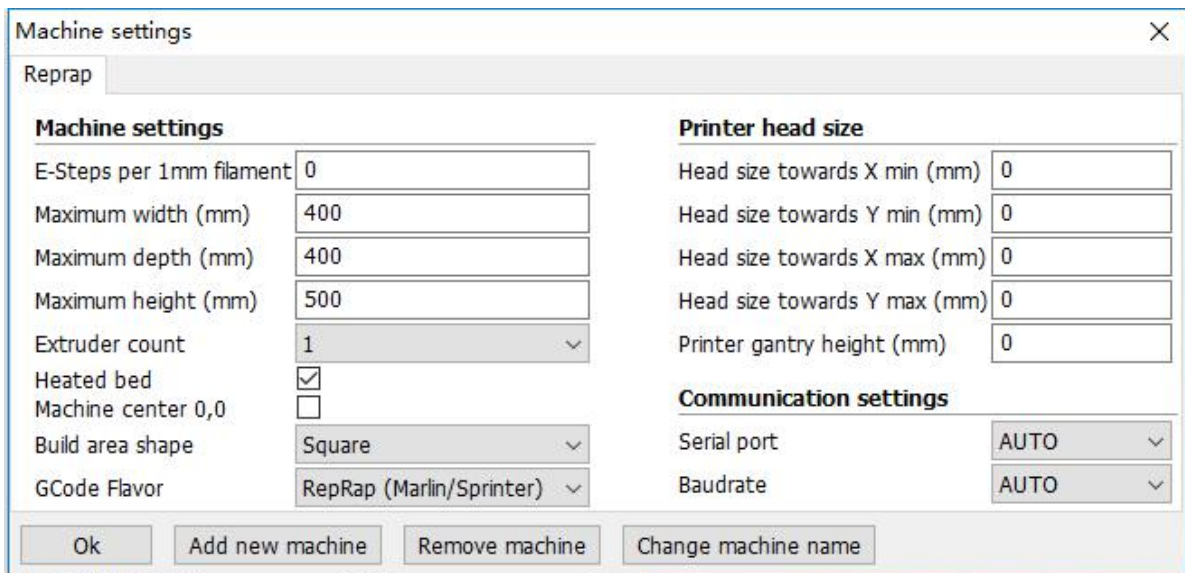 Machine settings
Reprap
Machine settings
E-Steps per 1mm filament 0
Maximum width (mm) 400
Maximum depth (mm) 400
Maximum height (mm) 500
Extruder count 1
Heated bed
Machine center 0,0
Build area shape Square
GCode Flavor RepRap (Marlin/Sprinter)
Printer head size
Head size towards X min (mm) 0
Head size towards Y min (mm) 0
Head size towards X max (mm) 0
Head size towards Y max (mm) 0
Printer gantry height (mm) 0
Communication settings
Serial port AUTO
Baudrate AUTO
Ok Add new machine Remove machine Change machine name